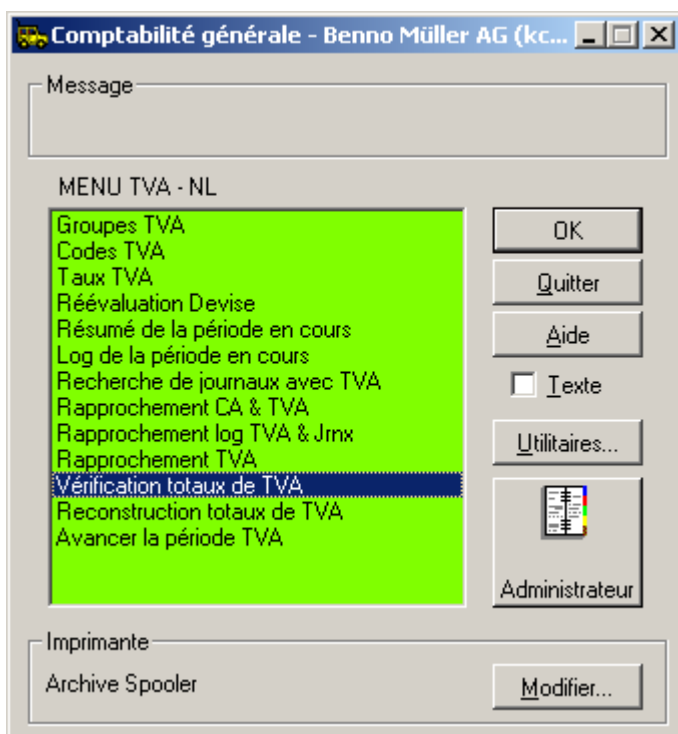 Comptabilité générale - Benno Müller AG (kc...
Message
MENU TVA - NL
Groupes TVA
Codes TVA
Taux TVA
Réévaluation Devise
Résumé de la période en cours
Log de la période en cours
Recherche de journaux avec TVA
Rapprochement CA & TVA
Rapprochement log TVA & Jrnx
Rapprochement TVA
Vérification totaux de TVA
Reconstruction totaux de TVA
Avancer la période TVA
OK
Quitter
Aide
Texte
Utilitaires...
Administrateur
Imprimante
Archive Spooler
Modifier...